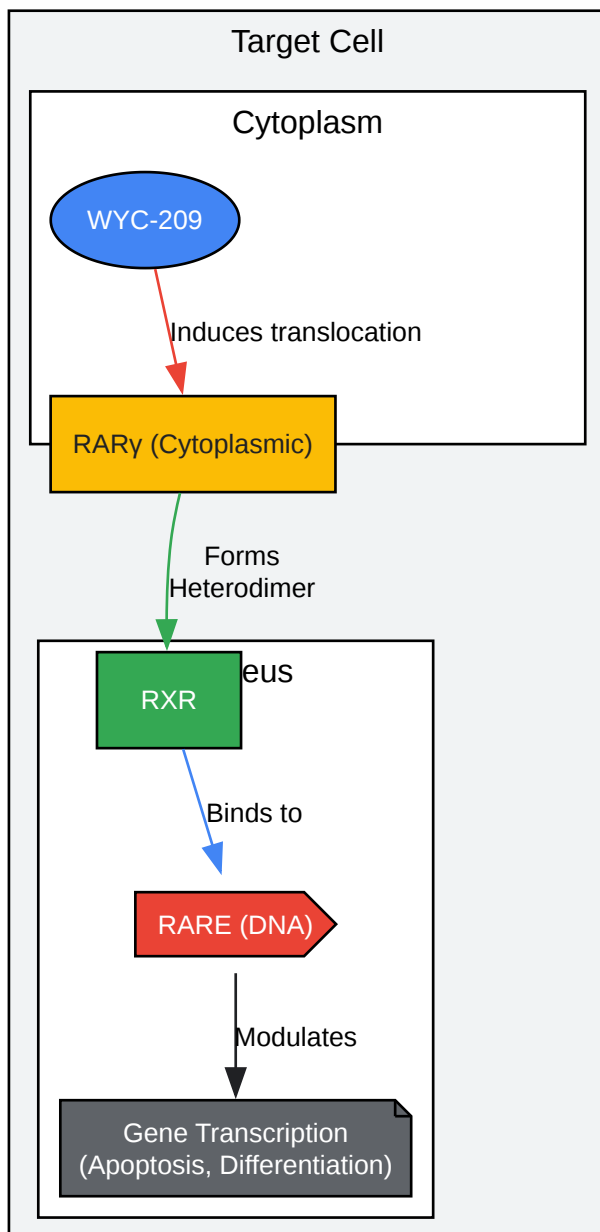 Target Cell
Cytoplasm
WYC-209
Induces translocation
RARγ (Cytoplasmic)
Forms
Heterodimer
eus
RXR
Binds to
RARE (DNA)
Modulates
Gene Transcription
(Apoptosis, Differentiation)